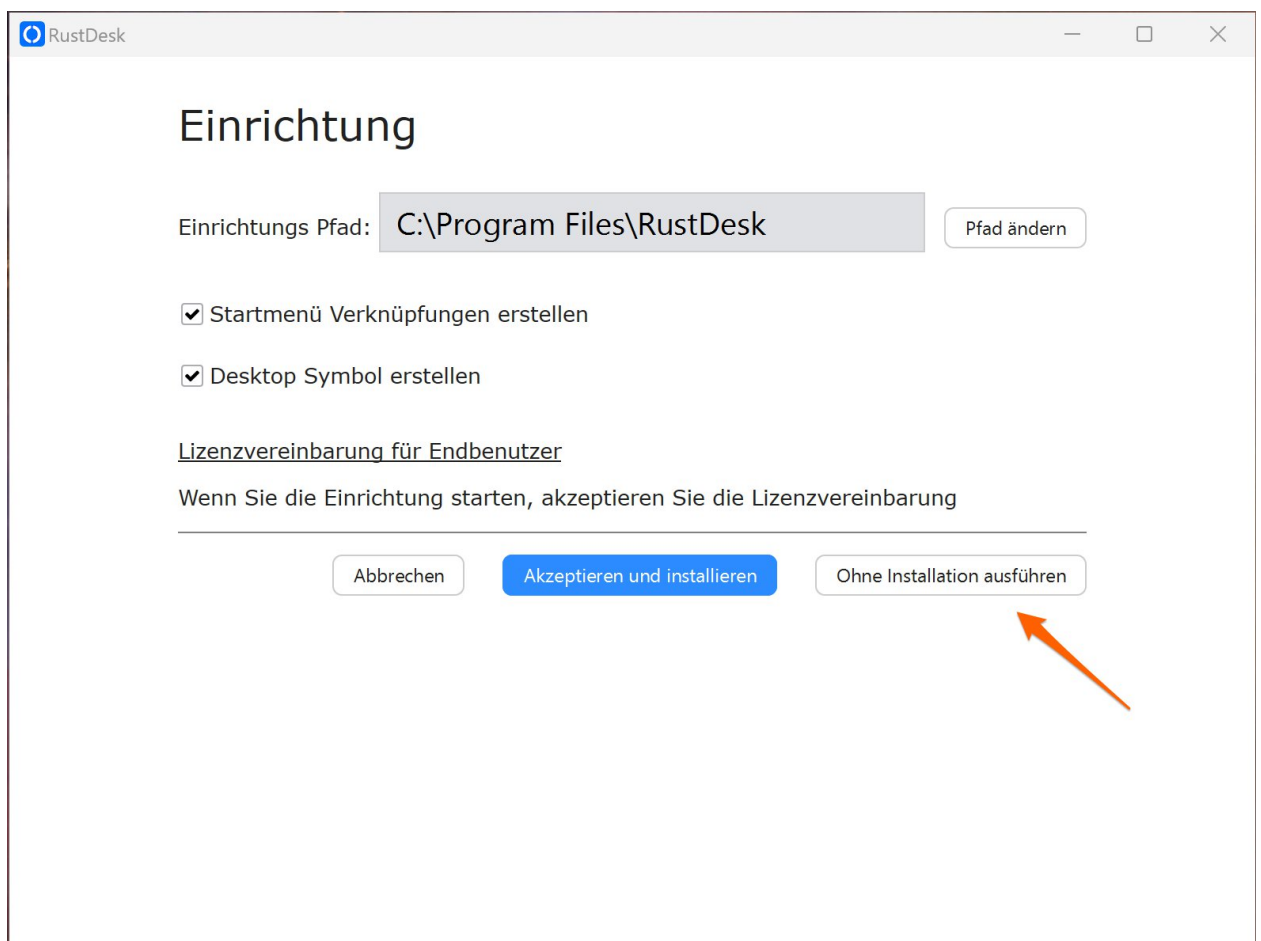 RustDesk
Einrichtung
Einrichtungs Pfad: C:\Program Files\RustDesk Pfad ändern
Startmenü Verknüpfungen erstellen
Desktop Symbol erstellen
Lizenzvereinbarung für Endbenutzer
Wenn Sie die Einrichtung starten, akzeptieren Sie die Lizenzvereinbarung
Abbrechen Akzeptieren und installieren Ohne Installation ausführen